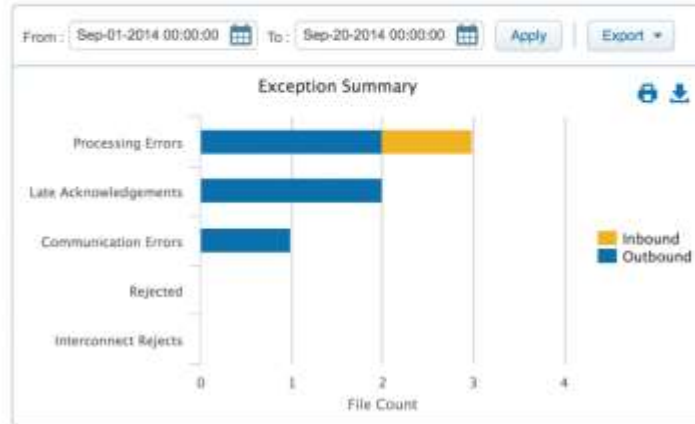 From : Sep-01-2014 00:00:00 To : Sep-20-2014 00:00:00 Apply Export
Exception Summary
Processing Errors
Late Acknowledgements
Communication Errors
Rejected
Interconnect Rejects
Inbound
Outbound
0 1 2 3 4
File Count